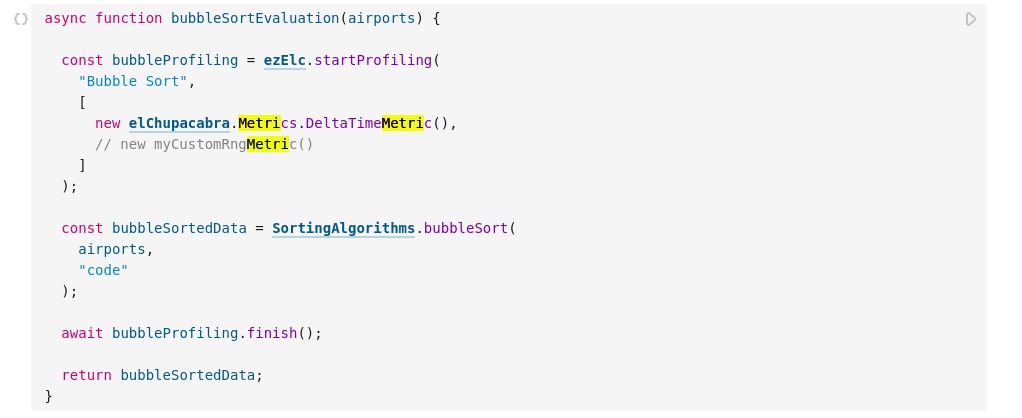 {} async function bubbleSortEvaluation(airports) {
const bubbleProfiling = ezElc.startProfiling(
"Bubble Sort",
[
new elChupacabra.Metrics.DeltaTimeMetric(),
// new myCustomRngMetric()
]
);
const bubbleSortedData = SortingAlgorithms.bubbleSort(
airports,
"code"
);
await bubbleProfiling.finish();
return bubbleSortedData;
}